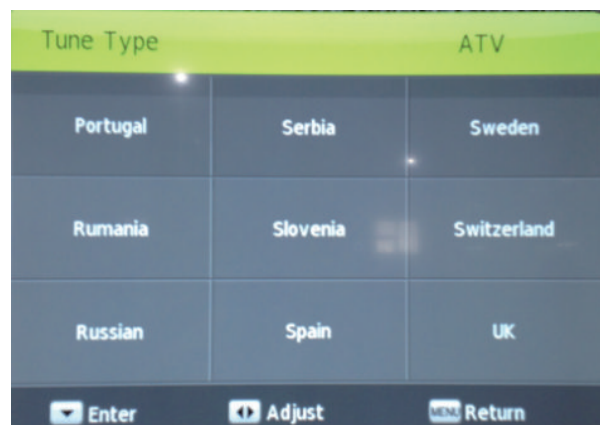 Tune Type ATV
Portugal Serbia Sweden
Rumania Slovenia Switzerland
Russian Spain UK
Enter Adjust MENU Return